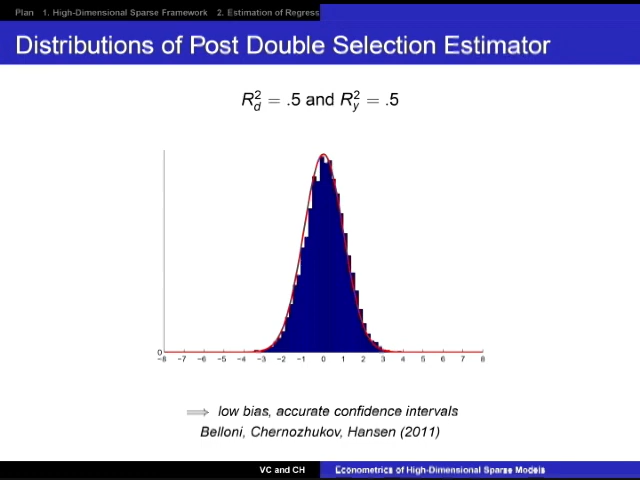 Plan 1. High-Dimensional Sparse Framework 2. Estimation of Regress
Distributions of Post Double Selection Estimator
R²_d = .5 and R²_y = .5
0
−8 −7 −6 −5 −4 −3 −2 −1 0 1 2 3 4 5 6 7 8
⟹ low bias, accurate confidence intervals
Belloni, Chernozhukov, Hansen (2011)
VC and CH Econometrics of High-Dimensional Sparse Models